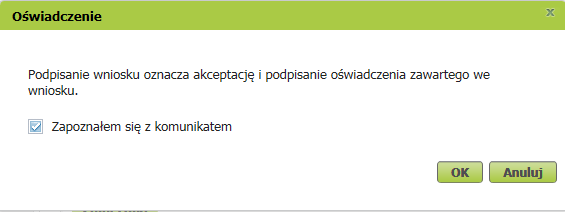 Oświadczenie
x
Podpisanie wniosku oznacza akceptację i podpisanie oświadczenia zawartego we
wniosku.
Zapoznałem się z komunikatem
OK Anuluj